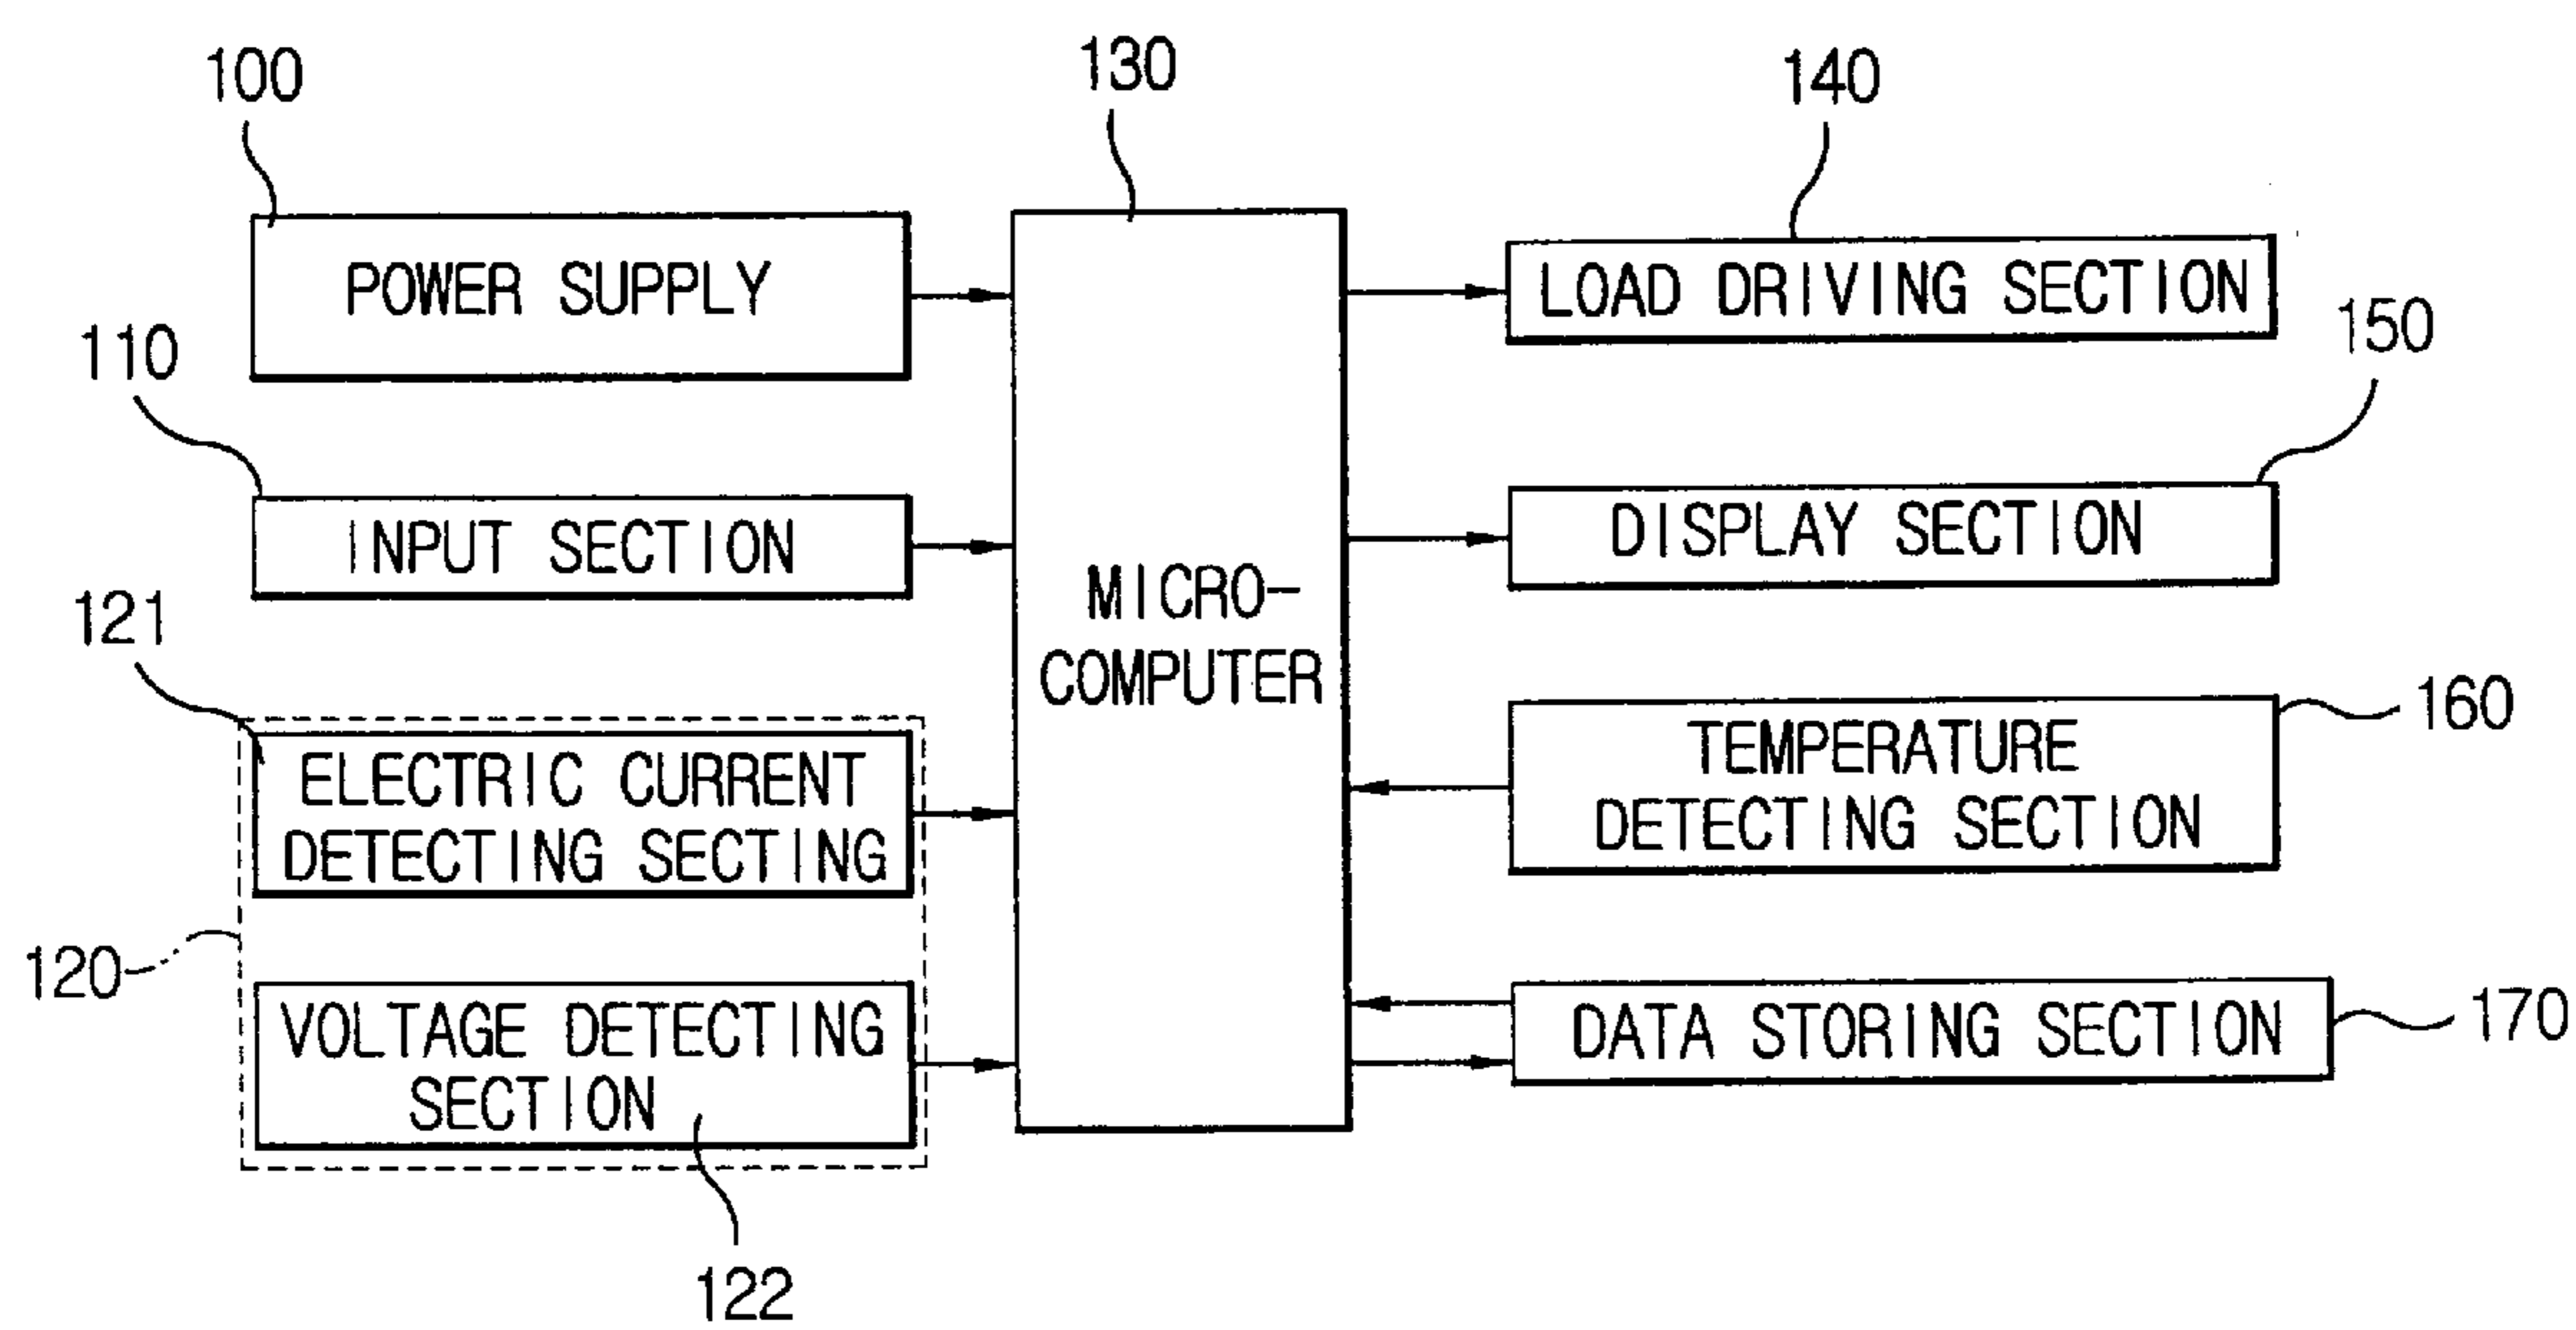 100
130
140
POWER SUPPLY
LOAD DRIVING SECTION
110
150
INPUT SECTION
DISPLAY SECTION
MICRO-
COMPUTER
121
ELECTRIC CURRENT
DETECTING SECTING
TEMPERATURE
DETECTING SECTION
160
120
VOLTAGE DETECTING
SECTION
DATA STORING SECTION
170
122